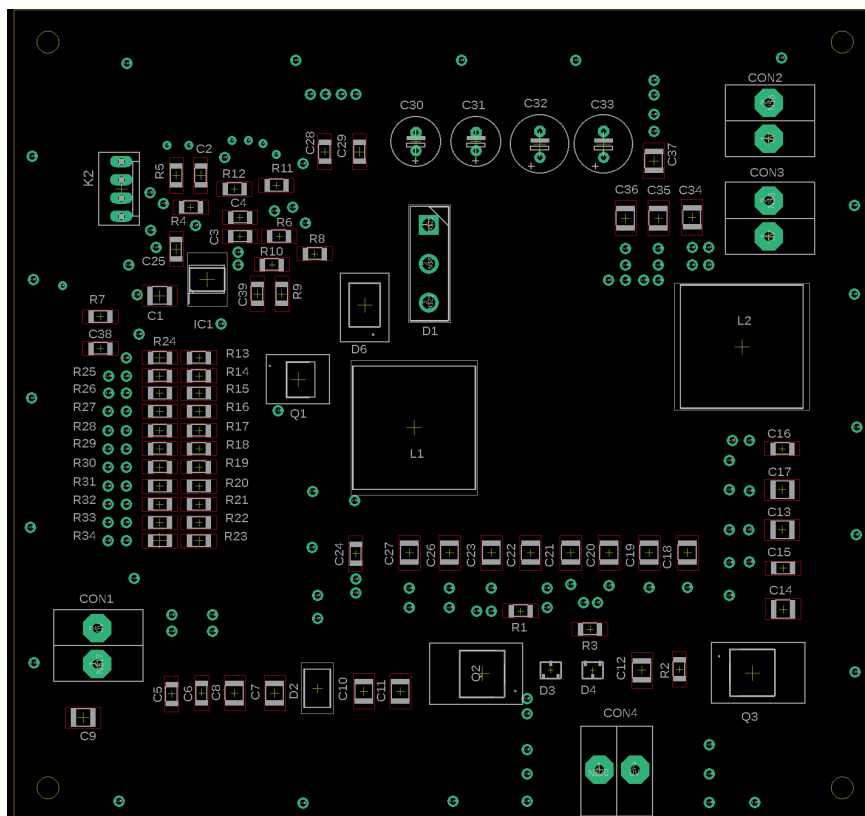 CON2
C30
C31
C32
C33
C28
C29
C37
K2
R5
C2
R12
R11
CON3
R4
C4
C3
R6
R8
C36
C35
C34
C25
R10
C39
R9
C1
IC1
R7
C38
D6
D1
L2
R24
R13
R25
R14
R26
R15
R27
R16
R28
R17
R29
R18
R30
R19
R31
R20
R32
R21
R33
R22
R34
R23
Q1
L1
C16
C17
C13
C15
C14
C24
C27
C26
C23
C22
C21
C20
C19
C18
CON1
R1
R3
C5
C6
C8
C7
D2
C10
C11
Q2
D3
D4
C12
R2
Q3
C9
CON4